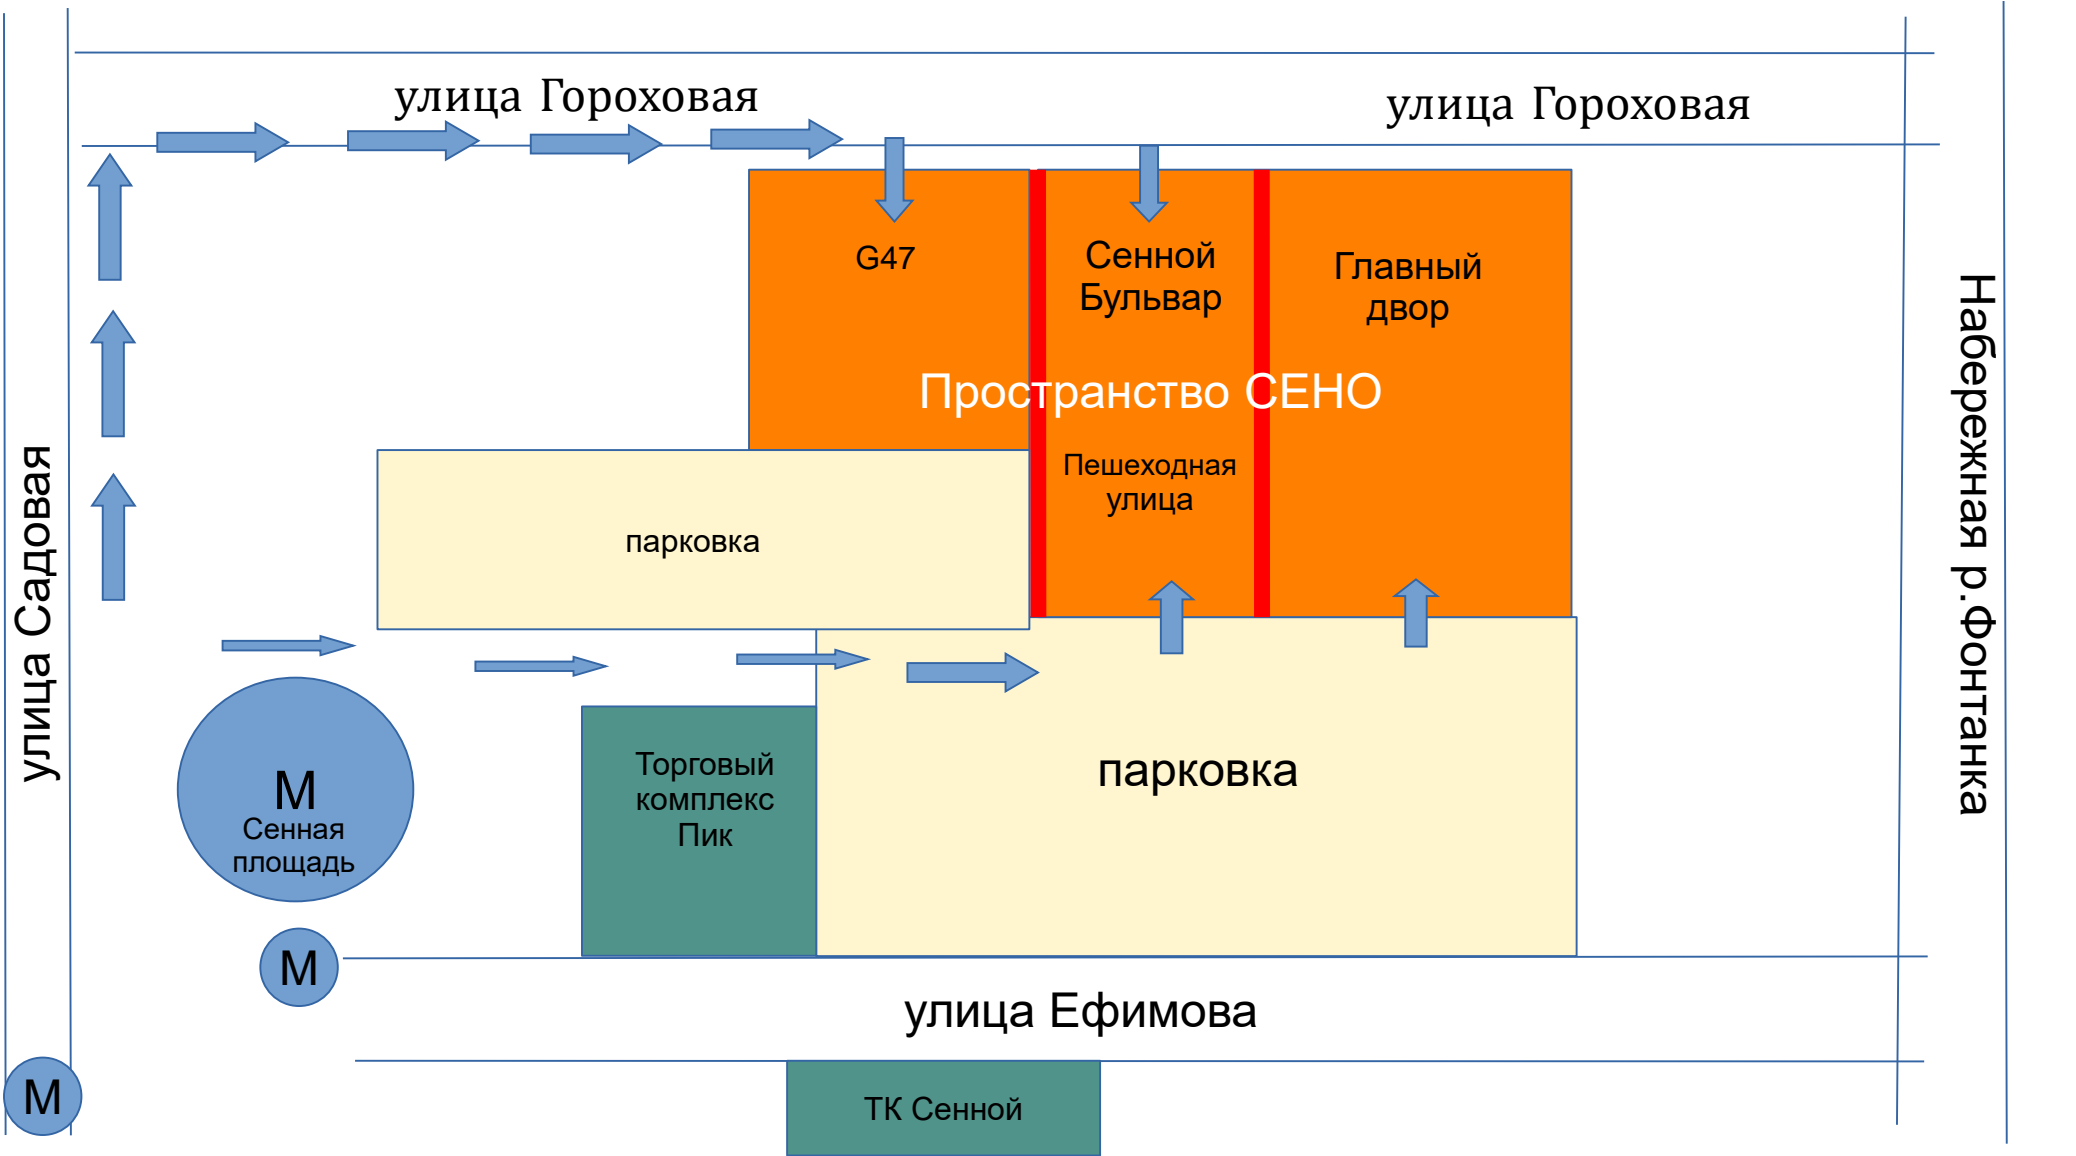 улица Гороховая
улица Гороховая
G47
Сенной
Бульвар
Главный
двор
Пространство СЕНО
Пешеходная
улица
парковка
улица Садовая
Набережная р.Фонтанка
М
Сенная
площадь
Торговый
комплекс
Пик
парковка
М
улица Ефимова
М
ТК Сенной